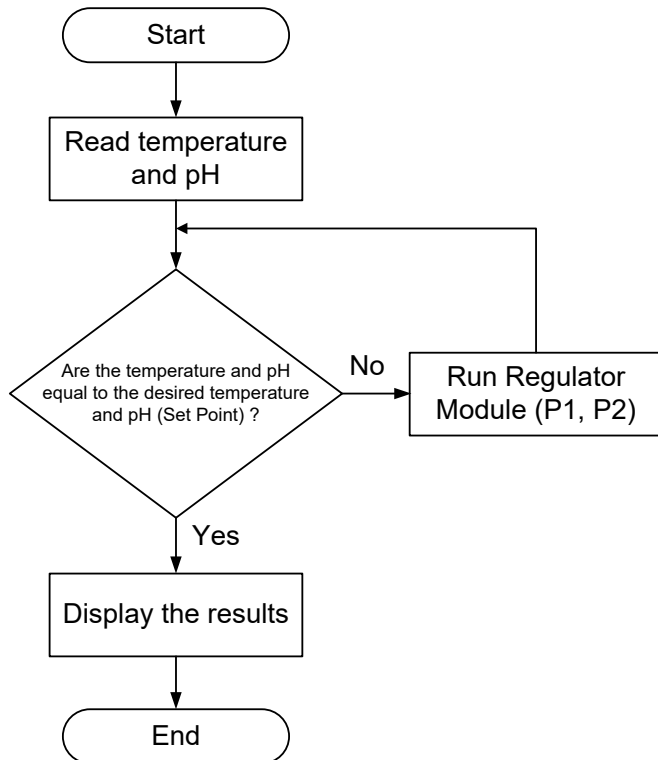 Start
Read temperature
and pH
Are the temperature and pH
equal to the desired temperature
and pH (Set Point) ?
No
Run Regulator
Module (P1, P2)
Yes
Display the results
End